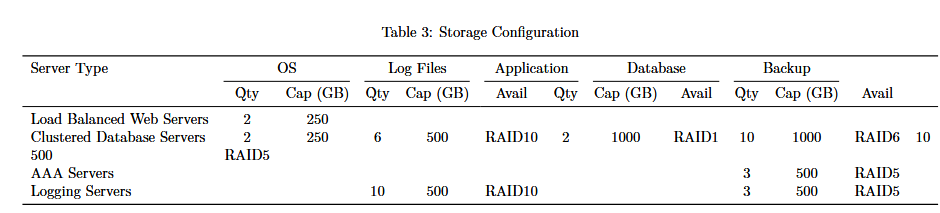 Table 3: Storage Configuration
Server Type OS Log Files Application Database Backup
Qty Cap (GB) Qty Cap (GB) Avail Qty Cap (GB) Avail Qty Cap (GB) Avail
Load Balanced Web Servers 2 250
Clustered Database Servers 2 250 6 500 RAID10 2 1000 RAID1 10 1000 RAID6 10
500 RAID5
AAA Servers 3 500 RAID5
Logging Servers 10 500 RAID10 3 500 RAID5